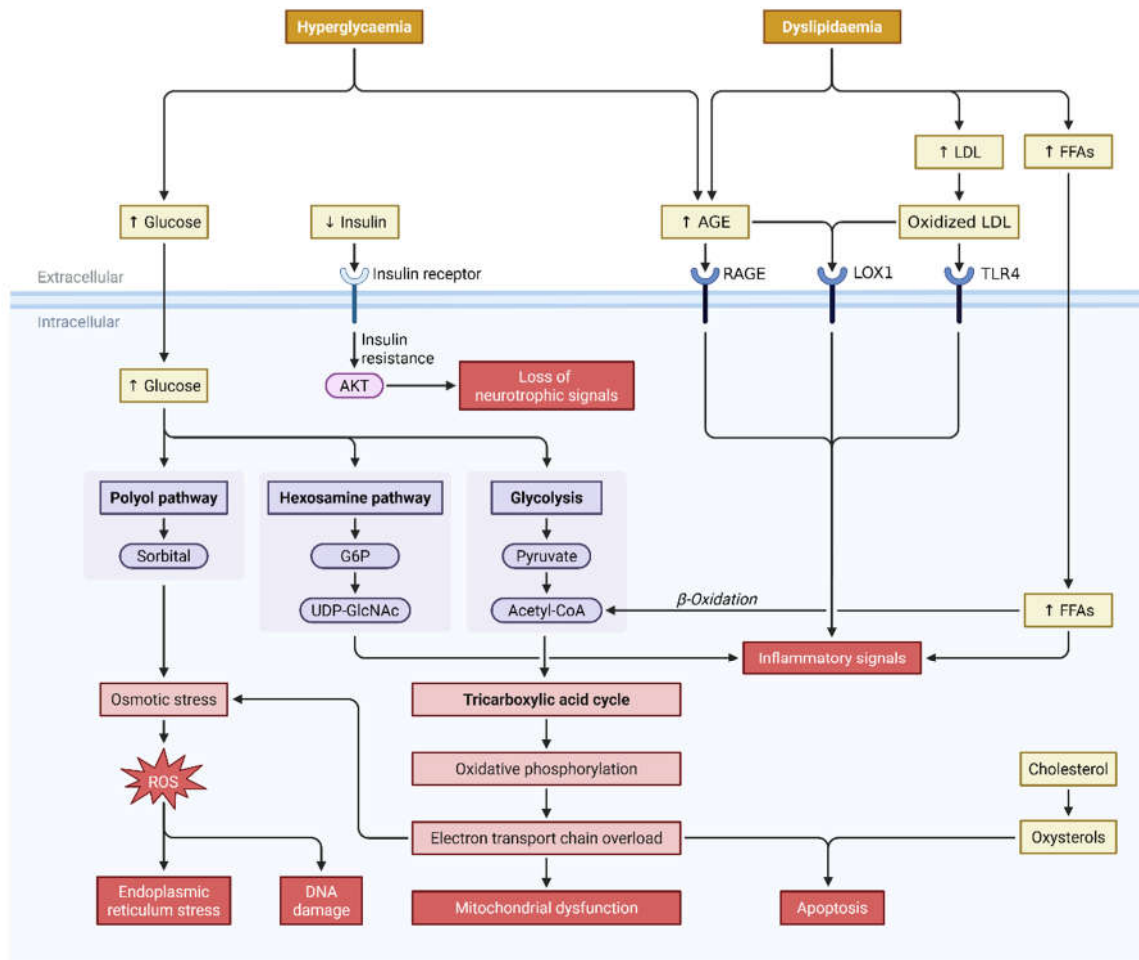 Hyperglycaemia
Dyslipidaemia
↑ LDL
↑ FFAs
↑ Glucose
↓ Insulin
↑ AGE
Oxidized LDL
Extracellular
Insulin receptor
RAGE
LOX1
TLR4
Intracellular
Insulin
resistance
↑ Glucose
AKT
Loss of
neurotrophic signals
Polyol pathway
Hexosamine pathway
Glycolysis
Sorbital
G6P
Pyruvate
UDP-GlcNAc
Acetyl-CoA
β-Oxidation
↑ FFAs
Inflammatory signals
Osmotic stress
Tricarboxylic acid cycle
ROS
Oxidative phosphorylation
Cholesterol
Electron transport chain overload
Oxysterols
Endoplasmic
reticulum stress
DNA
damage
Mitochondrial dysfunction
Apoptosis